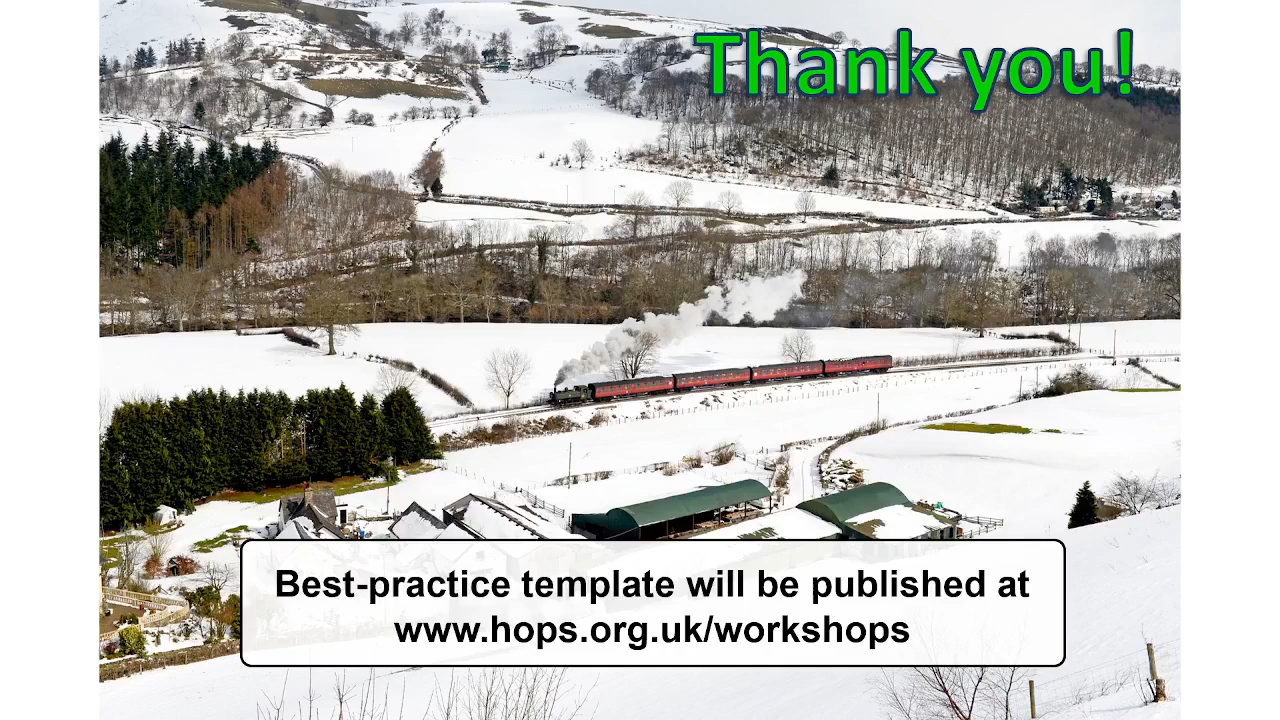 Thank you!
Best-practice template will be published at
www.hops.org.uk/workshops